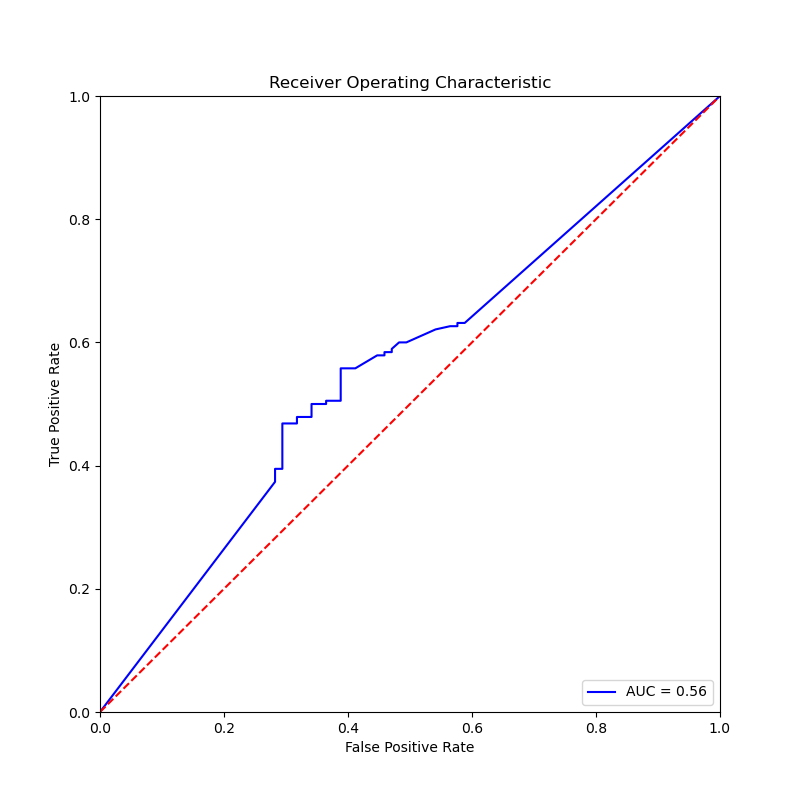 Receiver Operating Characteristic
1.0
0.8
0.6
0.4
0.2
0.0
True Positive Rate
AUC = 0.56
0.0 0.2 0.4 0.6 0.8 1.0
False Positive Rate